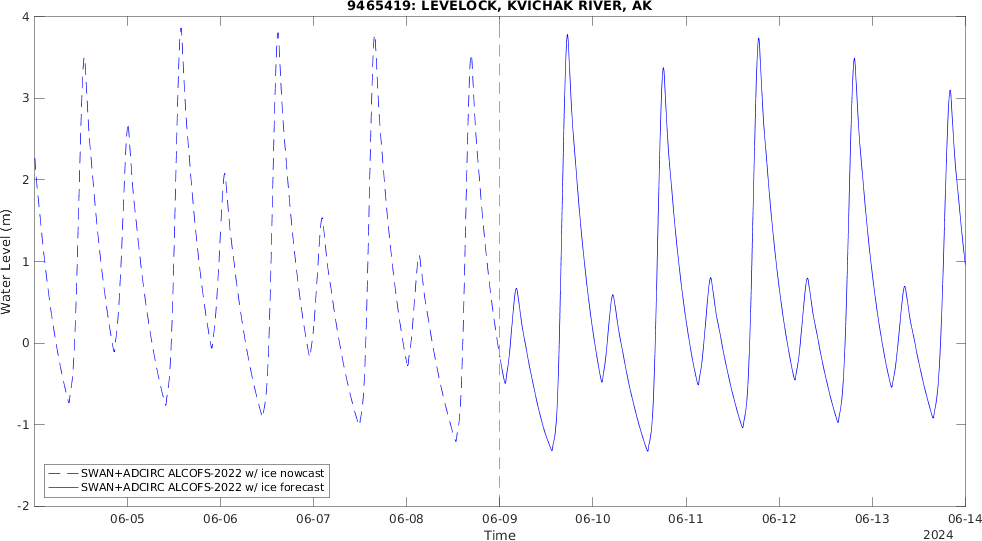 9465419: LEVELOCK, KVICHAK RIVER, AK
4
3
2
1
0
-1
-2
Water Level (m)
SWAN+ADCIRC ALCOFS-2022 w/ ice nowcast
SWAN+ADCIRC ALCOFS-2022 w/ ice forecast
06-05 06-06 06-07 06-08 06-09 06-10 06-11 06-12 06-13 06-14
Time
2024